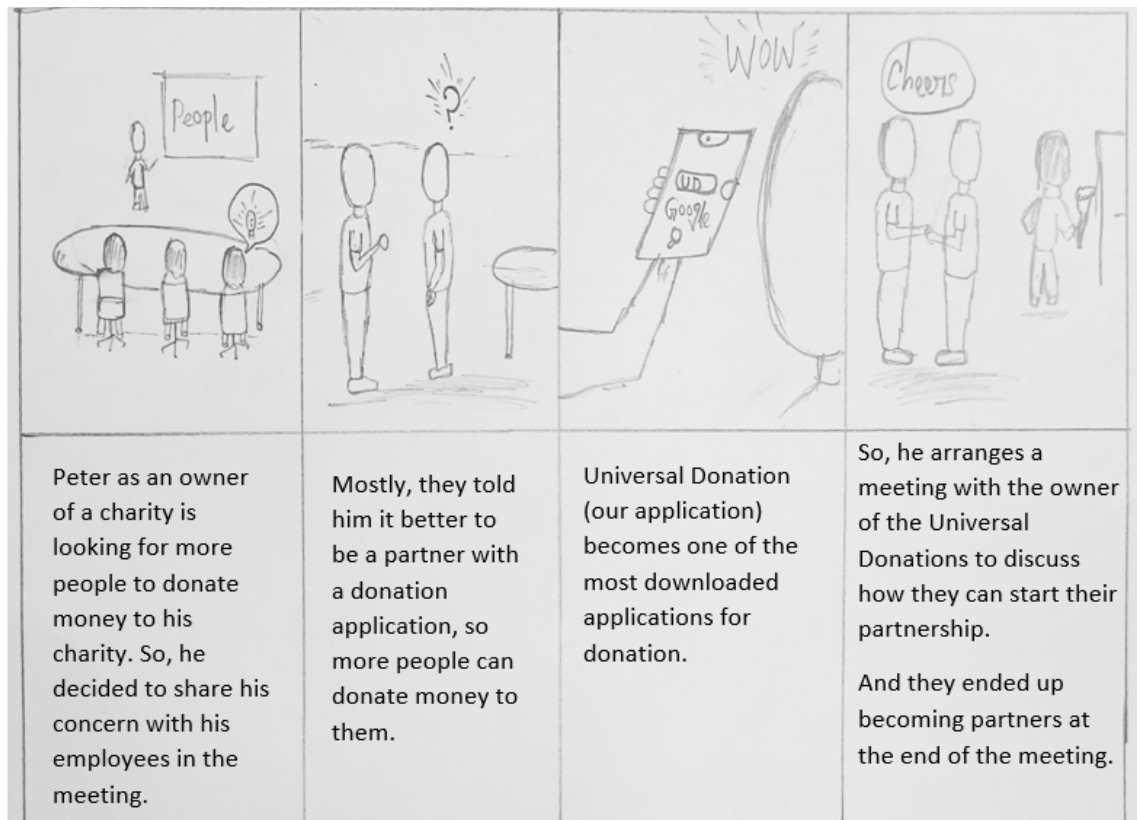 People
?
WOW
UD
Google
Cheers
Peter as an owner
of a charity is
looking for more
people to donate
money to his
charity. So, he
decided to share his
concern with his
employees in the
meeting.
Mostly, they told
him it better to
be a partner with
a donation
application, so
more people can
donate money to
them.
Universal Donation
(our application)
becomes one of the
most downloaded
applications for
donation.
So, he arranges a
meeting with the owner
of the Universal
Donations to discuss
how they can start their
partnership.
And they ended up
becoming partners at
the end of the meeting.